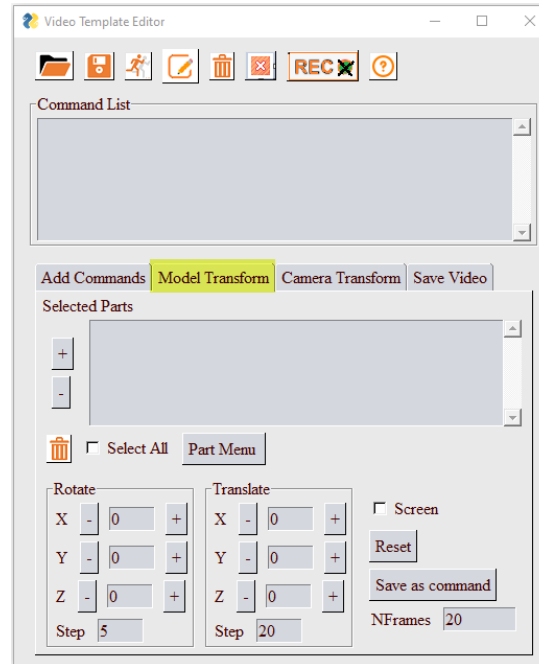 Video Template Editor
REC
Command List
Add Commands Model Transform Camera Transform Save Video
Selected Parts
+
-
Select All Part Menu
Rotate Translate
X - 0 + X - 0 + Screen
Y - 0 + Y - 0 + Reset
Z - 0 + Z - 0 + Save as command
Step 5 Step 20 NFrames 20